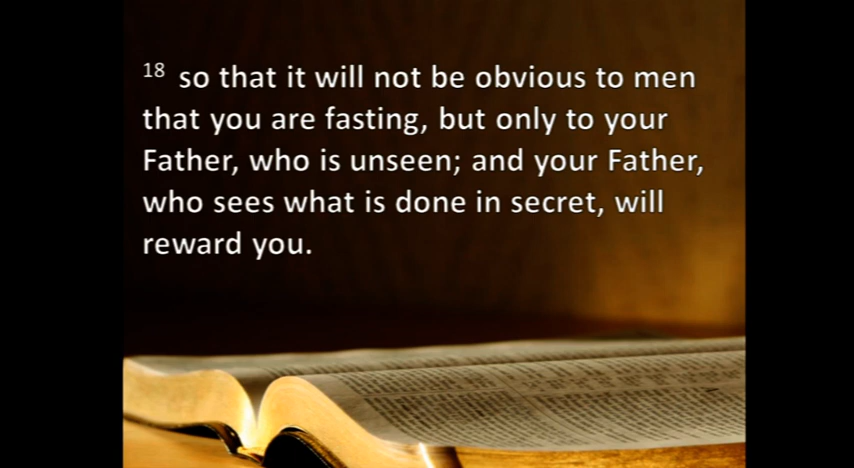 18 so that it will not be obvious to men
that you are fasting, but only to your
Father, who is unseen; and your Father,
who sees what is done in secret, will
reward you.